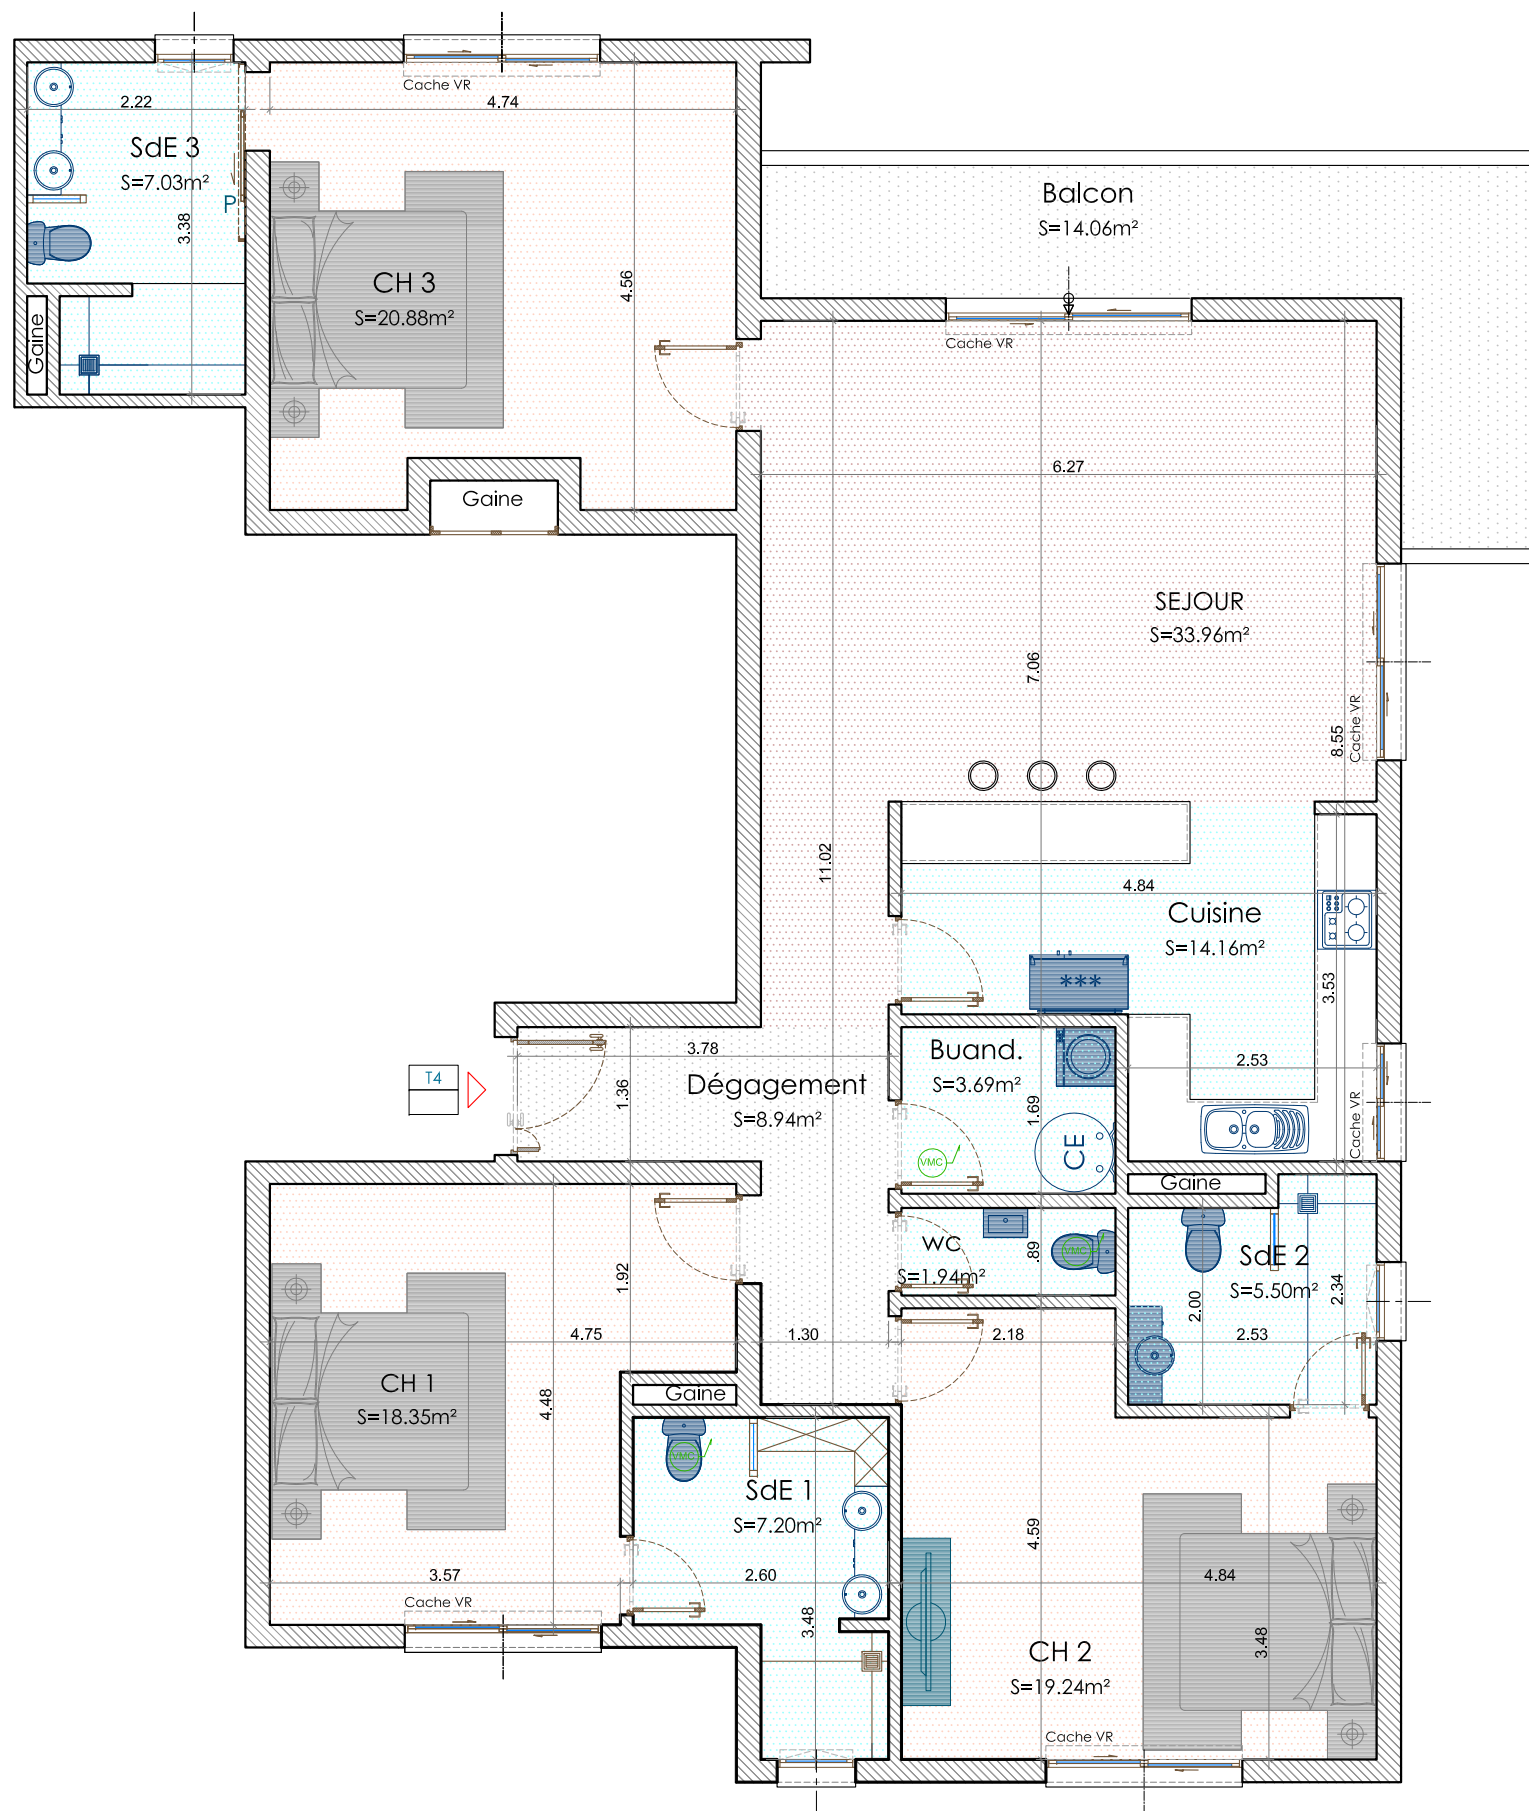 Cache VR
2.22
4.74
SdE 3
S=7.03m²
P
3.38
Balcon
S=14.06m²
CH 3
S=20.88m²
4.56
Gaine
Cache VR
6.27
Gaine
SEJOUR
S=33.96m²
7.06
8.55
Cache VR
11.02
4.84
Cuisine
S=14.16m²
***
3.53
3.78
Buand.
S=3.69m²
2.53
T4
1.36
Dégagement
S=8.94m²
1.69
CE
Cache VR
VMC
Gaine
wc
S=1.94m²
.89
VMC
SdE 2
S=5.50m²
2.00
2.34
1.92
4.75
1.30
2.18
2.53
CH 1
S=18.35m²
4.48
Gaine
VMC
SdE 1
S=7.20m²
4.59
3.57
2.60
4.84
Cache VR
3.48
3.48
CH 2
S=19.24m²
Cache VR